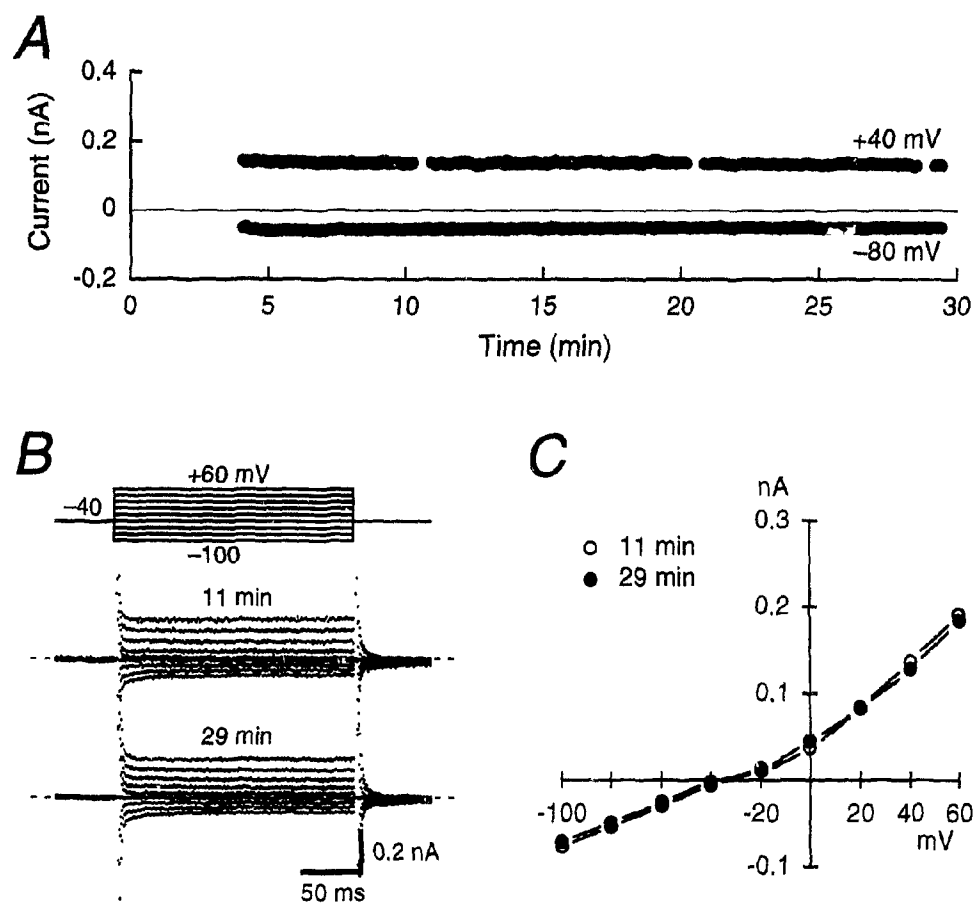 A
0.4
0.2
0
-0.2
Current (nA)
+40 mV
–80 mV
0 5 10 15 20 25 30
Time (min)
B
+60 mV
–40
–100
11 min
29 min
0.2 nA
50 ms
C
nA
0.3
0.2
0.1
-0.1
11 min
29 min
-100 -20 20 40 60
mV